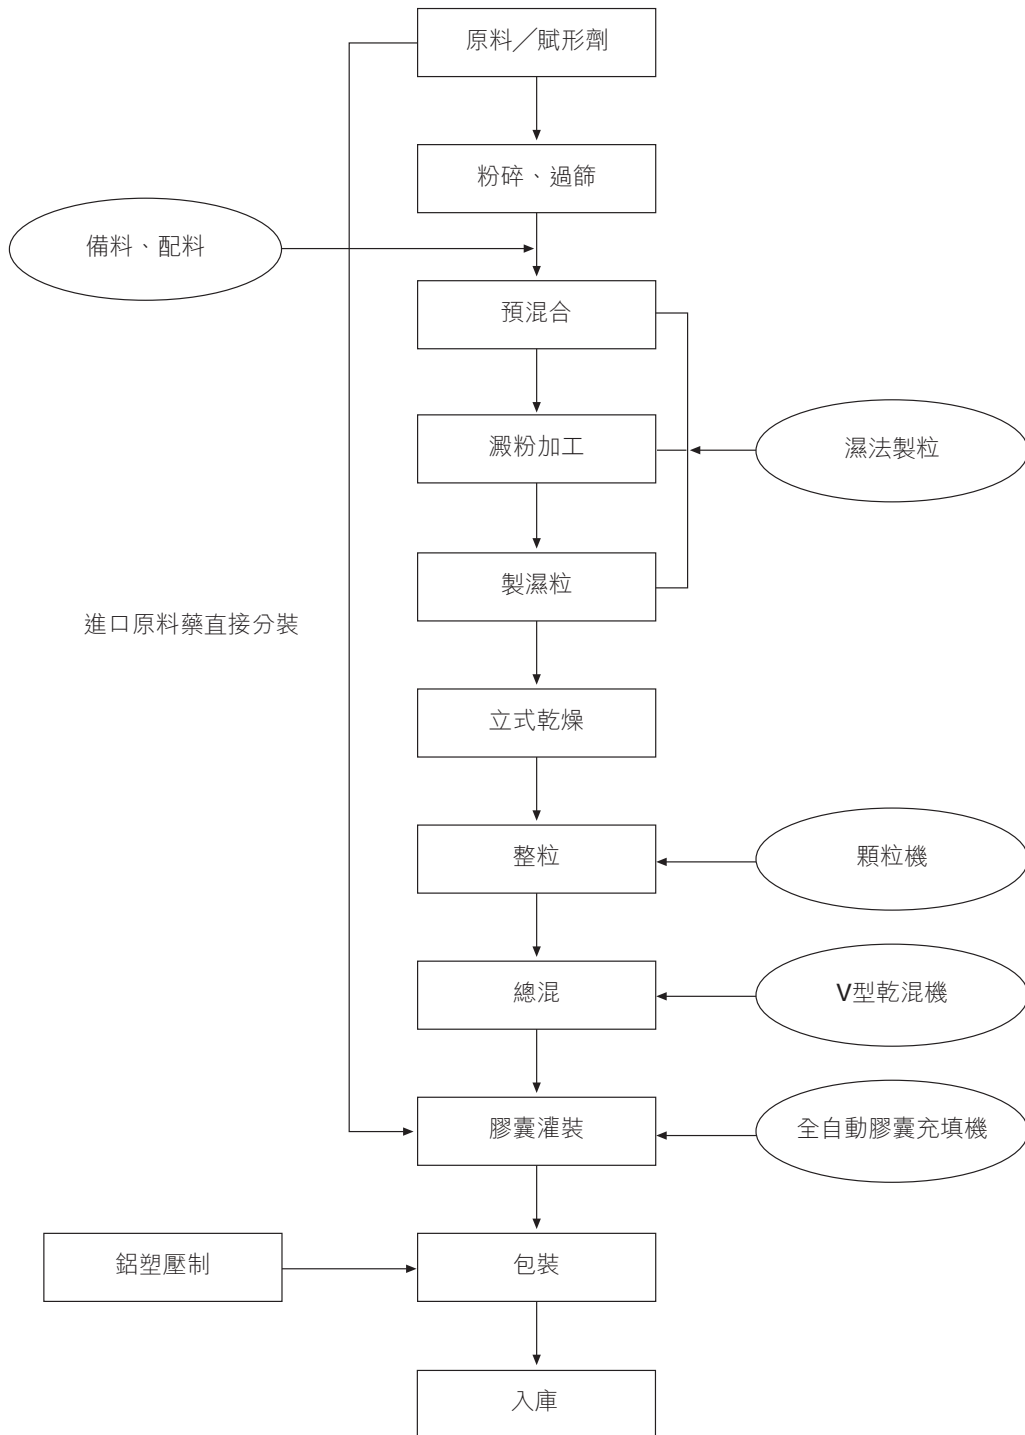 原料／賦形劑
粉碎、過篩
備料、配料
預混合
澱粉加工
濕法製粒
製濕粒
進口原料藥直接分裝
立式乾燥
整粒
顆粒機
總混
V型乾混機
膠囊灌裝
全自動膠囊充填機
鋁塑壓制
包裝
入庫